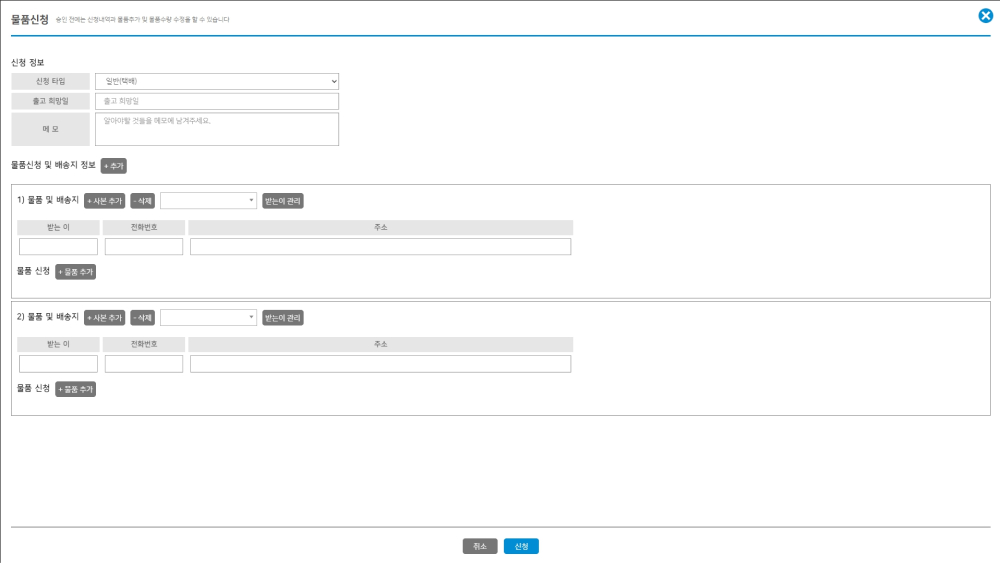 물품신청 승인 전에는 신청내역과 물품추가 및 물품수량 수정을 할 수 있습니다
신청 정보
신청 타입 일반(택배)
출고 희망일 출고 희망일
메 모 알아야할 것들을 메모에 남겨주세요.
물품신청 및 배송지 정보 + 추가
1) 물품 및 배송지 + 사본 추가 - 삭제 받는이 관리
받는 이 전화번호 주소
물품 신청 + 물품 추가
2) 물품 및 배송지 + 사본 추가 - 삭제 받는이 관리
받는 이 전화번호 주소
물품 신청 + 물품 추가
취소 신청